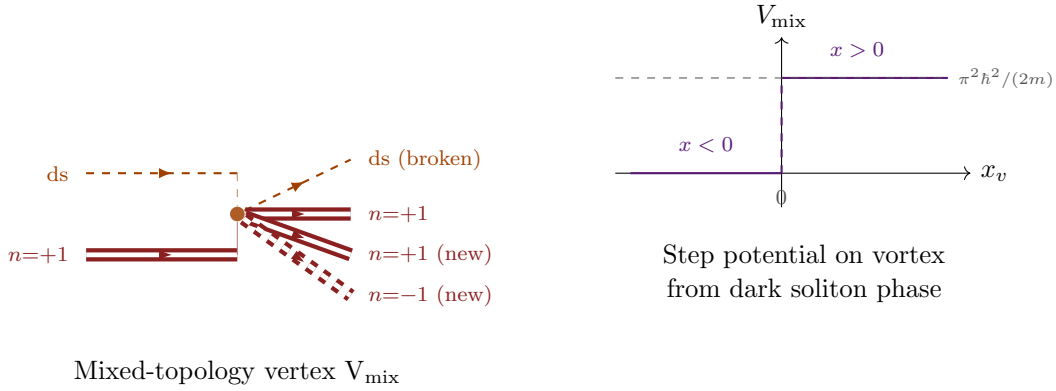 ds
n=+1
ds (broken)
n=+1
n=+1 (new)
n=−1 (new)
Mixed-topology vertex V_mix
V_mix
x > 0
π²ℏ²/(2m)
x < 0
x_v
0
Step potential on vortex
from dark soliton phase